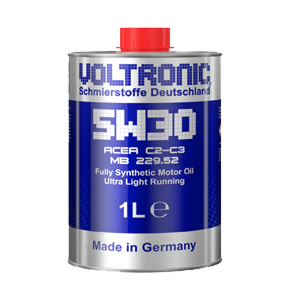 VOLTRONIC
Schmierstoffe Deutschland
5W30
ACEA C2-C3
MB 229.52
Fully Synthetic Motor Oil
Ultra Light Running
1L ℮
Made in Germany